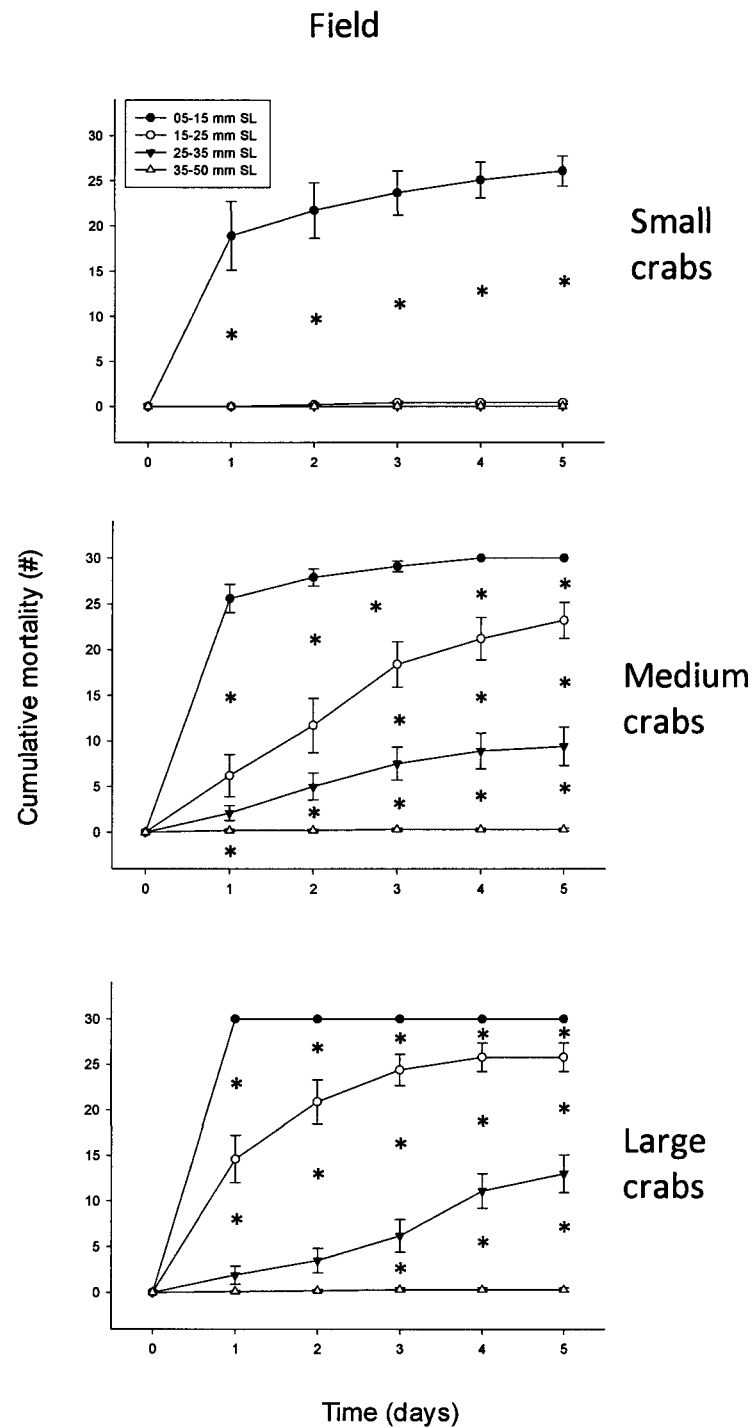 Field
05-15 mm SL
15-25 mm SL
25-35 mm SL
35-50 mm SL
30
25
20
15
10
5
0
*
*
*
*
*
0 1 2 3 4 5
Small
crabs
Cumulative mortality (#)
30
25
20
15
10
5
0
* * * * *
* * *
* * * *
*
0 1 2 3 4 5
Medium
crabs
30
25
20
15
10
5
0
* * * * *
* * * * *
* * *
0 1 2 3 4 5
Large
crabs
Time (days)